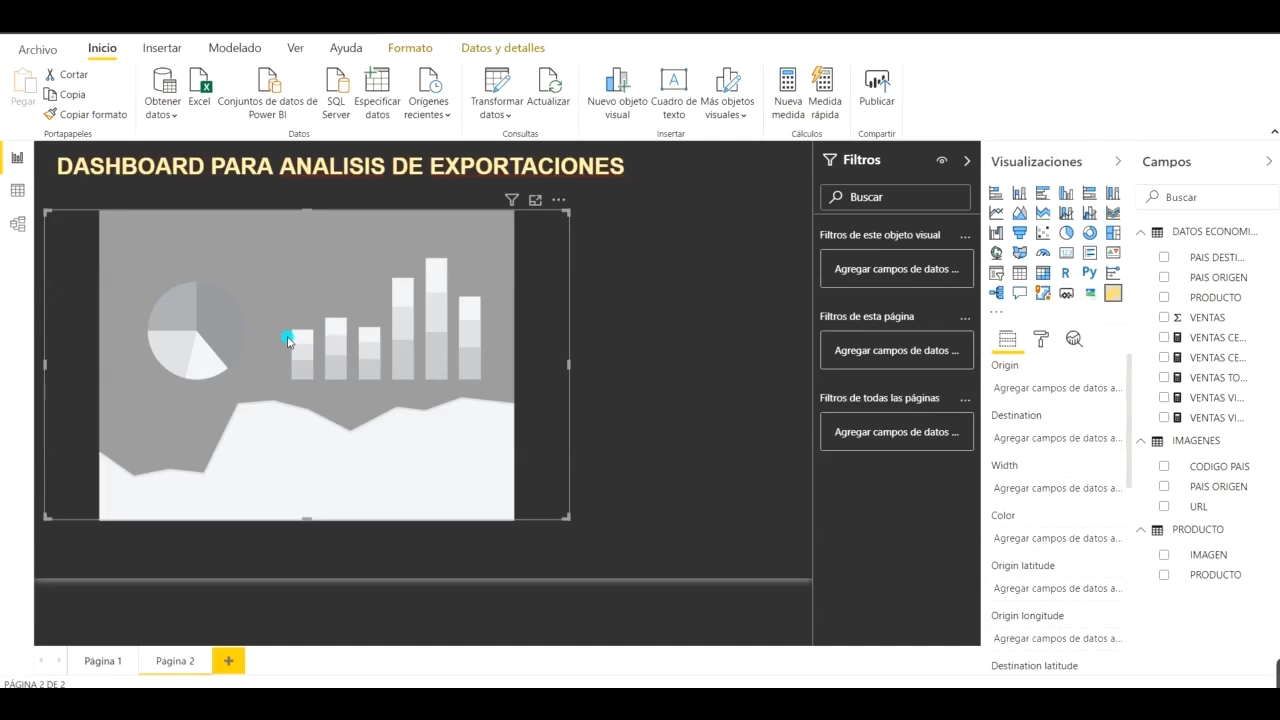 Archivo
Inicio
Insertar
Modelado
Ver
Ayuda
Formato
Datos y detalles
Pegar
Cortar
Copia
Copiar formato
Portapapeles
Obtener
datos
Excel
Conjuntos de datos de
Power BI
SQL
Server
Especificar
datos
Orígenes
recientes
Datos
Transformar
datos
Actualizar
Consultas
Nuevo objeto
visual
Cuadro de
texto
Más objetos
visuales
Insertar
Nueva
medida
Medida
rápida
Cálculos
Publicar
Compartir
DASHBOARD PARA ANALISIS DE EXPORTACIONES
Filtros
Buscar
Filtros de este objeto visual
Agregar campos de datos ...
Filtros de esta página
Agregar campos de datos ...
Filtros de todas las páginas
Agregar campos de datos ...
Visualizaciones
R
Py
Origin
Agregar campos de datos a...
Destination
Agregar campos de datos a...
Width
Agregar campos de datos a...
Color
Agregar campos de datos a...
Origin latitude
Agregar campos de datos a...
Origin longitude
Agregar campos de datos a...
Destination latitude
Campos
Buscar
DATOS ECONOMI...
PAIS DESTI...
PAIS ORIGEN
PRODUCTO
VENTAS
VENTAS CE...
VENTAS CE...
VENTAS TO...
VENTAS VI...
VENTAS VI...
IMAGENES
CODIGO PAIS
PAIS ORIGEN
URL
PRODUCTO
IMAGEN
PRODUCTO
Página 1
Página 2
PÁGINA 2 DE 2